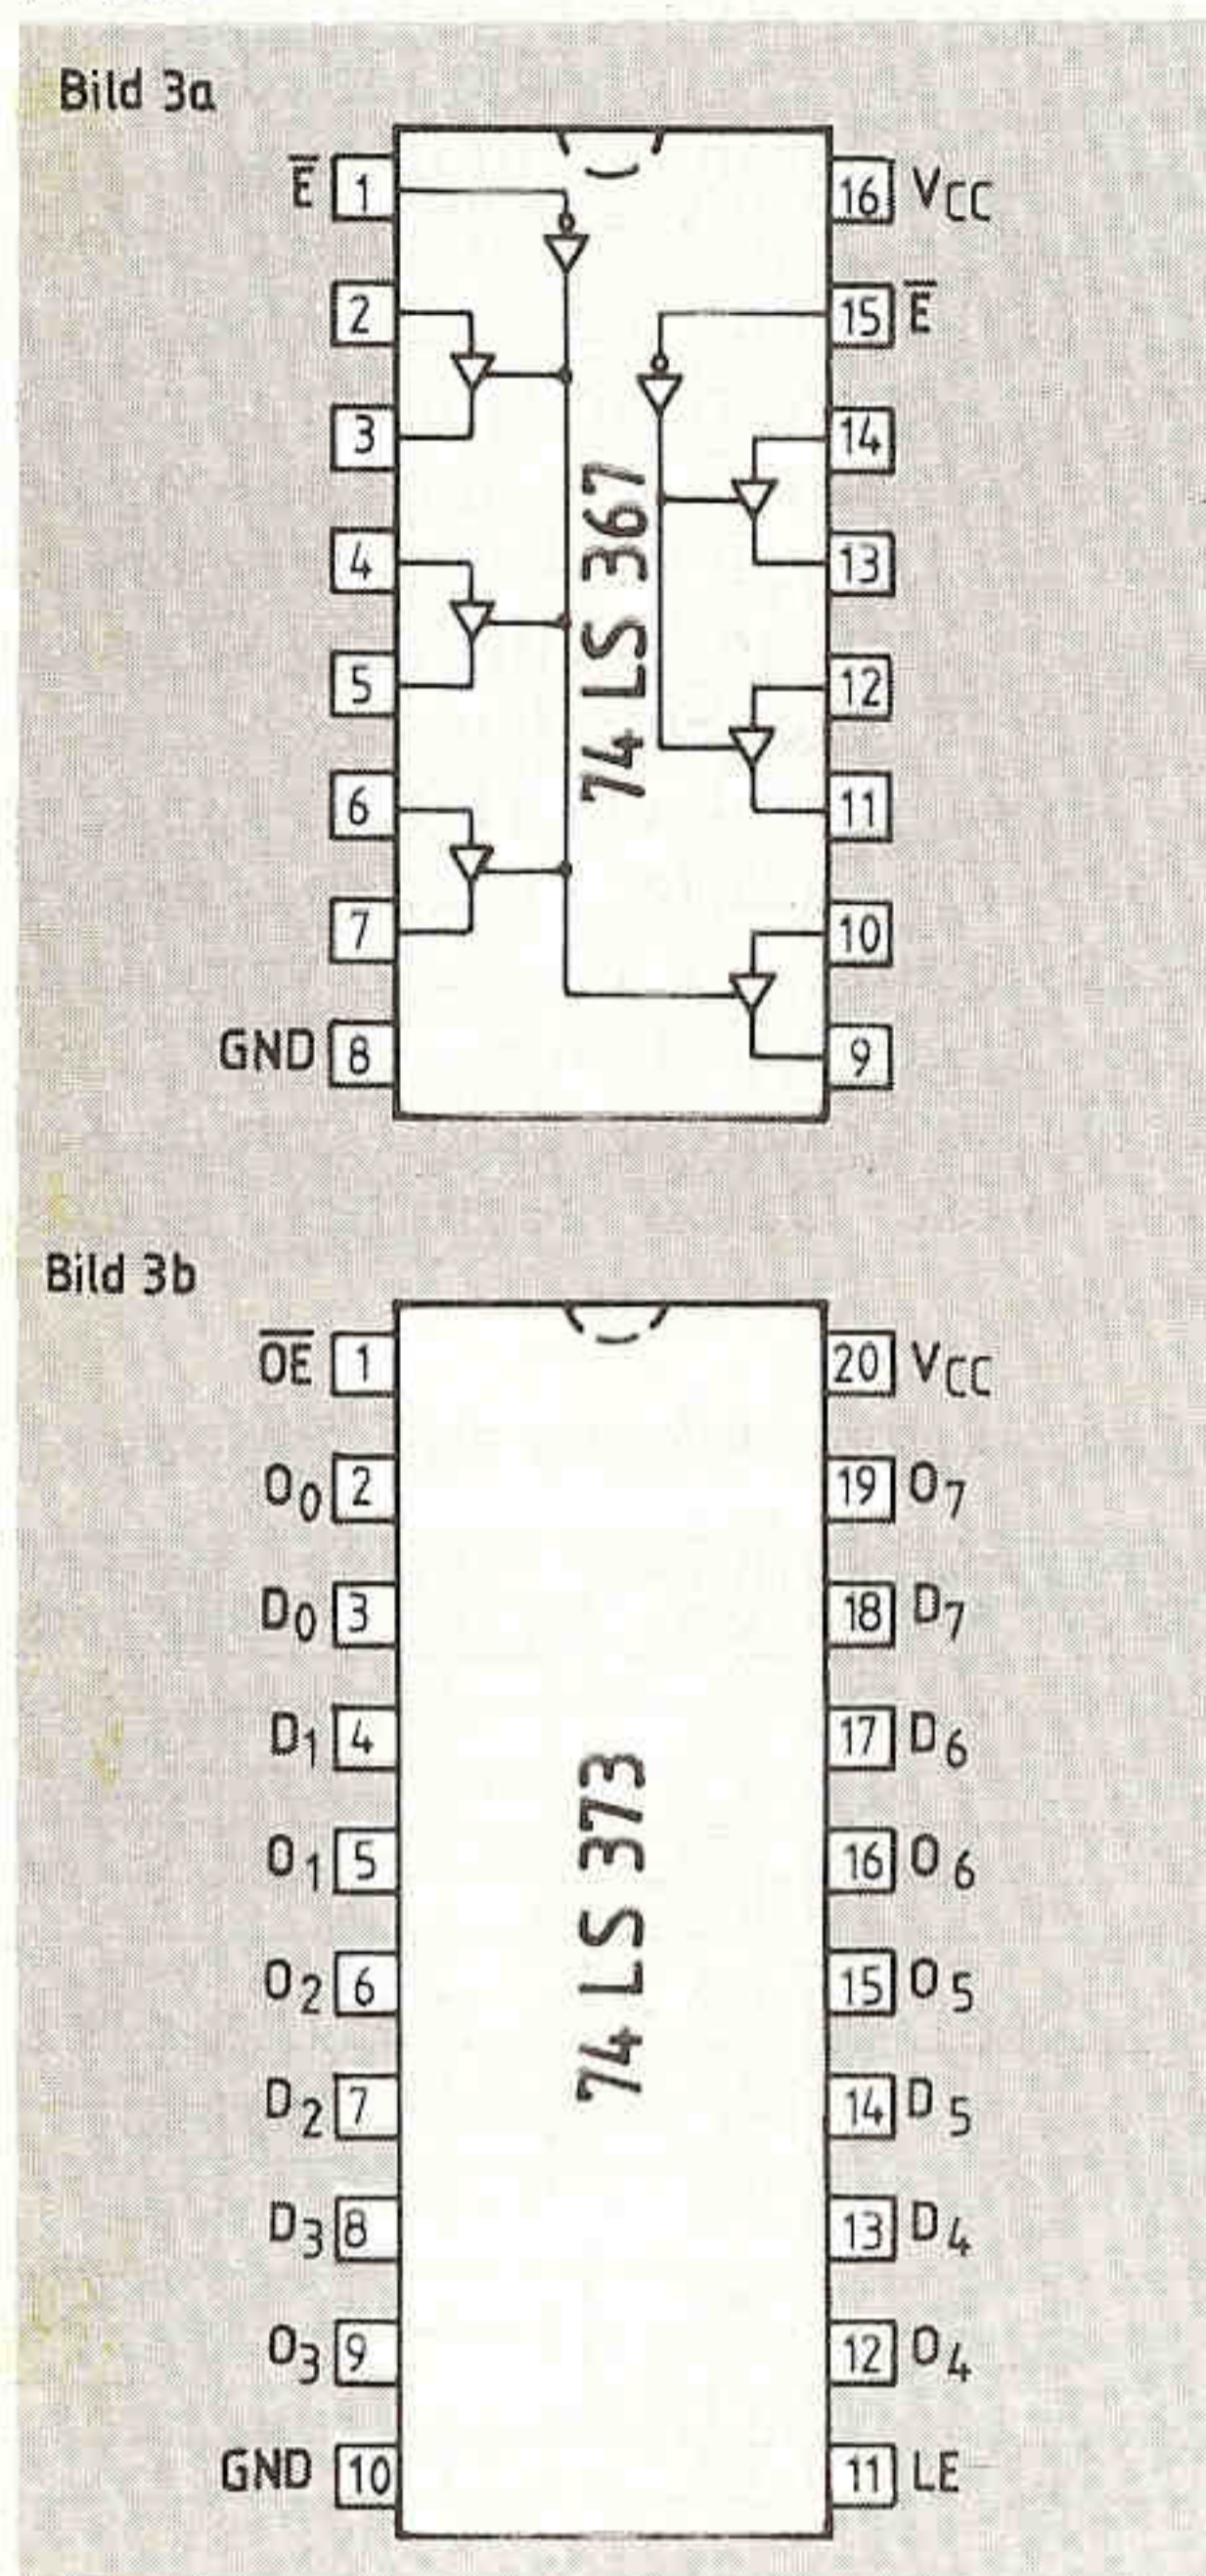 Bild 3a
E̅ 1 16 VCC
2 15 E̅
3 14
4 13
5 12
6 11
7 10
GND 8 9
74 LS 367
Bild 3b
O̅E̅ 1 20 VCC
O0 2 19 O7
D0 3 18 D7
D1 4 17 D6
O1 5 16 O6
O2 6 15 O5
D2 7 14 D5
D3 8 13 D4
O3 9 12 O4
GND 10 11 LE
74 LS 373